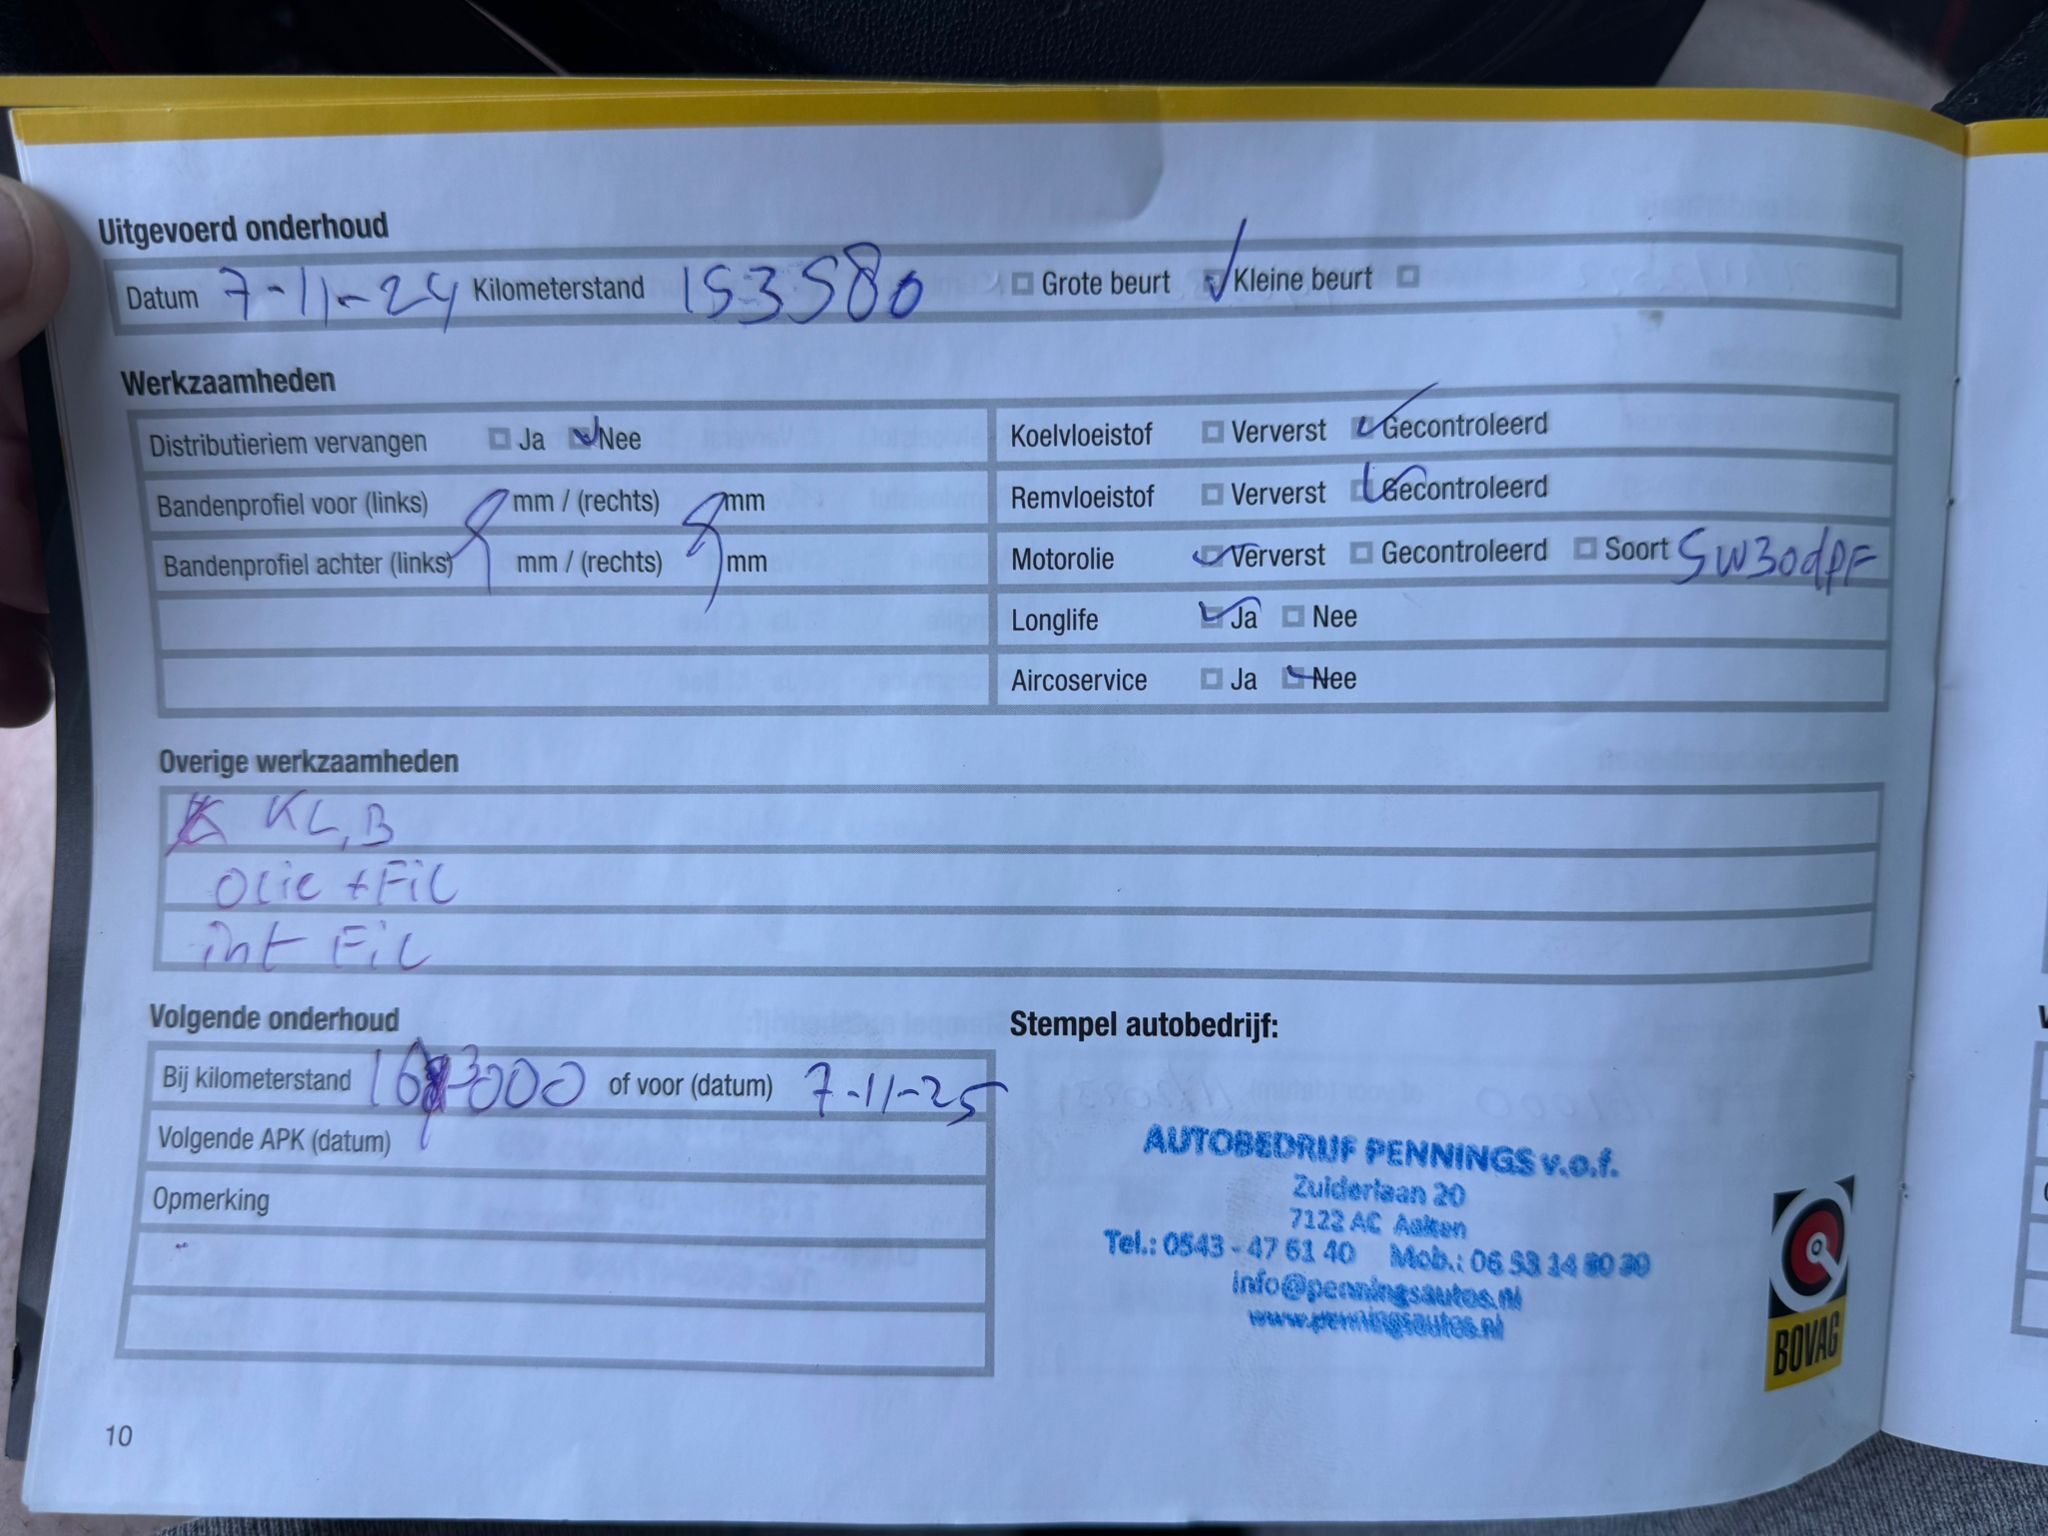 Uitgevoerd onderhoud
Datum 7-11-24 Kilometerstand 153580 Grote beurt Kleine beurt
Werkzaamheden
Distributieriem vervangen Ja Nee
Bandenprofiel voor (links) mm / (rechts) mm
Bandenprofiel achter (links) mm / (rechts) mm
Koelvloeistof Ververst Gecontroleerd
Remvloeistof Ververst Gecontroleerd
Motorolie Ververst Gecontroleerd Soort 5W30dpF
Longlife Ja Nee
Aircoservice Ja Nee
Overige werkzaamheden
KL, B
Olie + Fil
int Fil
Volgende onderhoud
Bij kilometerstand 163000 of voor (datum) 7-11-25
Volgende APK (datum)
Opmerking
Stempel autobedrijf:
AUTOBEDRIJF PENNINGS v.o.f.
Zuiderlaan 20
7122 AC Aalten
Tel.: 0543 - 47 61 40 Mob.: 06 53 14
info@penningsautos.nl
www.penningsautos.nl
BOVAG
10